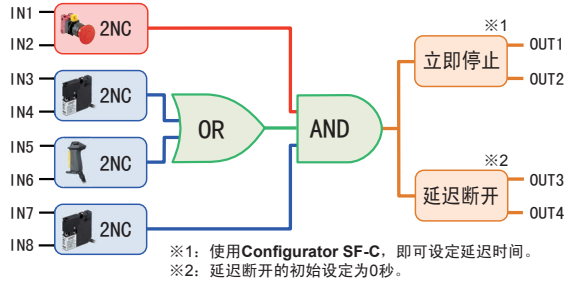 IN1
IN2
2NC
IN3
IN4
2NC
IN5
IN6
2NC
IN7
IN8
2NC
OR
AND
※1
立即停止
OUT1
OUT2
※2
延迟断开
OUT3
OUT4
※1：使用Configurator SF-C，即可设定延迟时间。
※2：延迟断开的初始设定为0秒。